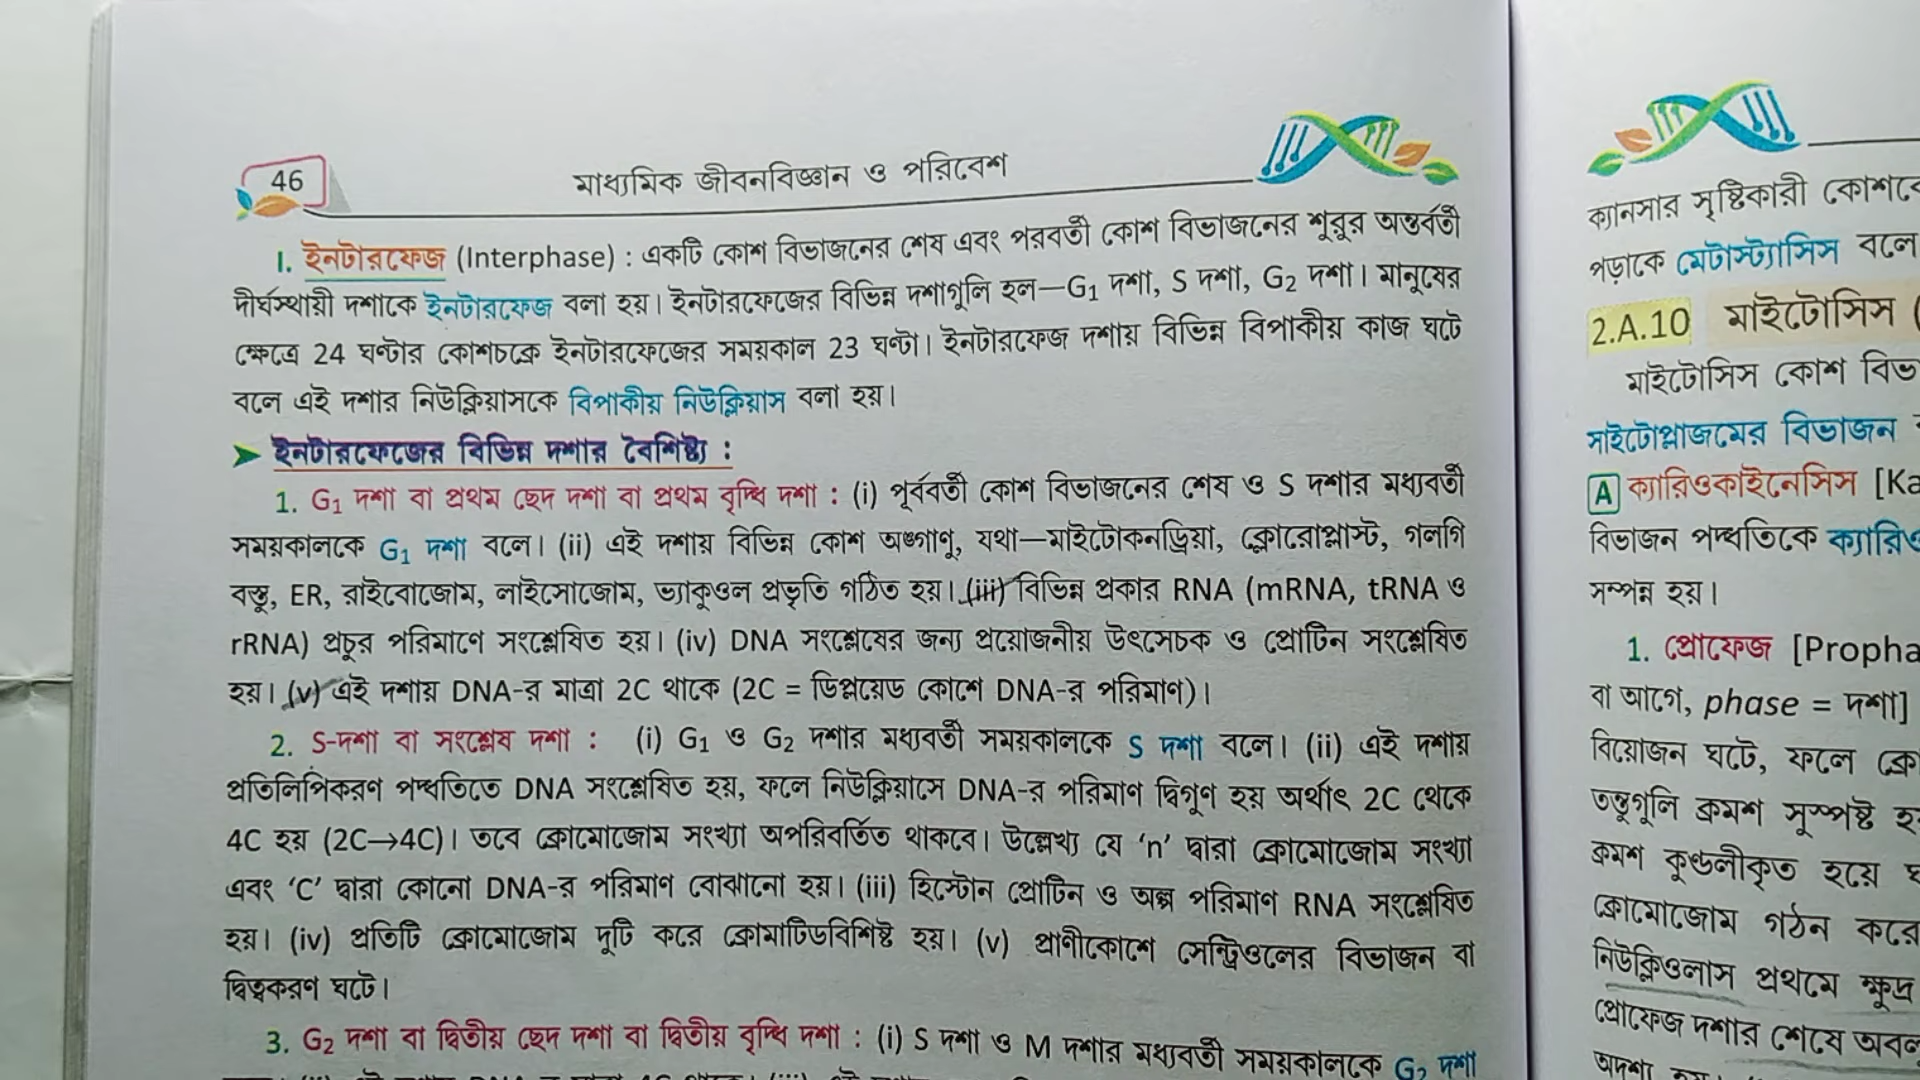 46
মাধ্যমিক জীবনবিজ্ঞান ও পরিবেশ
I. ইনটারফেজ (Interphase) : একটি কোশ বিভাজনের শেষ এবং পরবর্তী কোশ বিভাজনের শুরুর অন্তর্বর্তী
দীর্ঘস্থায়ী দশাকে ইনটারফেজ বলা হয়। ইনটারফেজের বিভিন্ন দশাগুলি হল—G₁ দশা, S দশা, G₂ দশা। মানুষের
ক্ষেত্রে 24 ঘণ্টার কোশচক্রে ইনটারফেজের সময়কাল 23 ঘণ্টা। ইনটারফেজ দশায় বিভিন্ন বিপাকীয় কাজ ঘটে
বলে এই দশার নিউক্লিয়াসকে বিপাকীয় নিউক্লিয়াস বলা হয়।
➤ ইনটারফেজের বিভিন্ন দশার বৈশিষ্ট্য :
1. G₁ দশা বা প্রথম ছেদ দশা বা প্রথম বৃদ্ধি দশা : (i) পূর্ববর্তী কোশ বিভাজনের শেষ ও S দশার মধ্যবর্তী
সময়কালকে G₁ দশা বলে। (ii) এই দশায় বিভিন্ন কোশ অঙ্গাণু, যথা—মাইটোকনড্রিয়া, ক্লোরোপ্লাস্ট, গলগি
বস্তু, ER, রাইবোজোম, লাইসোজোম, ভ্যাকুওল প্রভৃতি গঠিত হয়। (iii) বিভিন্ন প্রকার RNA (mRNA, tRNA ও
rRNA) প্রচুর পরিমাণে সংশ্লেষিত হয়। (iv) DNA সংশ্লেষের জন্য প্রয়োজনীয় উৎসেচক ও প্রোটিন সংশ্লেষিত
হয়। (v) এই দশায় DNA-র মাত্রা 2C থাকে (2C = ডিপ্লয়েড কোশে DNA-র পরিমাণ)।
2. S-দশা বা সংশ্লেষ দশা : (i) G₁ ও G₂ দশার মধ্যবর্তী সময়কালকে S দশা বলে। (ii) এই দশায়
প্রতিলিপিকরণ পদ্ধতিতে DNA সংশ্লেষিত হয়, ফলে নিউক্লিয়াসে DNA-র পরিমাণ দ্বিগুণ হয় অর্থাৎ 2C থেকে
4C হয় (2C→4C)। তবে ক্রোমোজোম সংখ্যা অপরিবর্তিত থাকবে। উল্লেখ্য যে ‘n’ দ্বারা ক্রোমোজোম সংখ্যা
এবং ‘C’ দ্বারা কোনো DNA-র পরিমাণ বোঝানো হয়। (iii) হিস্টোন প্রোটিন ও অল্প পরিমাণ RNA সংশ্লেষিত
হয়। (iv) প্রতিটি ক্রোমোজোম দুটি করে ক্রোমাটিডবিশিষ্ট হয়। (v) প্রাণীকোশে সেন্ট্রিওলের বিভাজন বা
দ্বিত্বকরণ ঘটে।
3. G₂ দশা বা দ্বিতীয় ছেদ দশা বা দ্বিতীয় বৃদ্ধি দশা : (i) S দশা ও M দশার মধ্যবর্তী সময়কালকে G₂ দশা
ক্যানসার সৃষ্টিকারী
পড়াকে মেটাস্ট্যাসিস বলে
2.A.10 মাইটোসিস (
মাইটোসিস কোশ
সাইটোপ্লাজমের বিভাজন
A ক্যারিওকাইনেসিস [Ka
বিভাজন পদ্ধতিকে
সম্পন্ন হয়।
1. প্রোফেজ [Propha
বা আগে, phase = দশা]
বিয়োজন ঘটে, ফলে
তন্তুগুলি ক্রমশ সুস্পষ্ট
ক্রমশ কুণ্ডলীকৃত হয়ে
ক্রোমোজোম গঠন করে
নিউক্লিওলাস প্রথমে ক্ষুদ্র
প্রোফেজ দশার শেষে